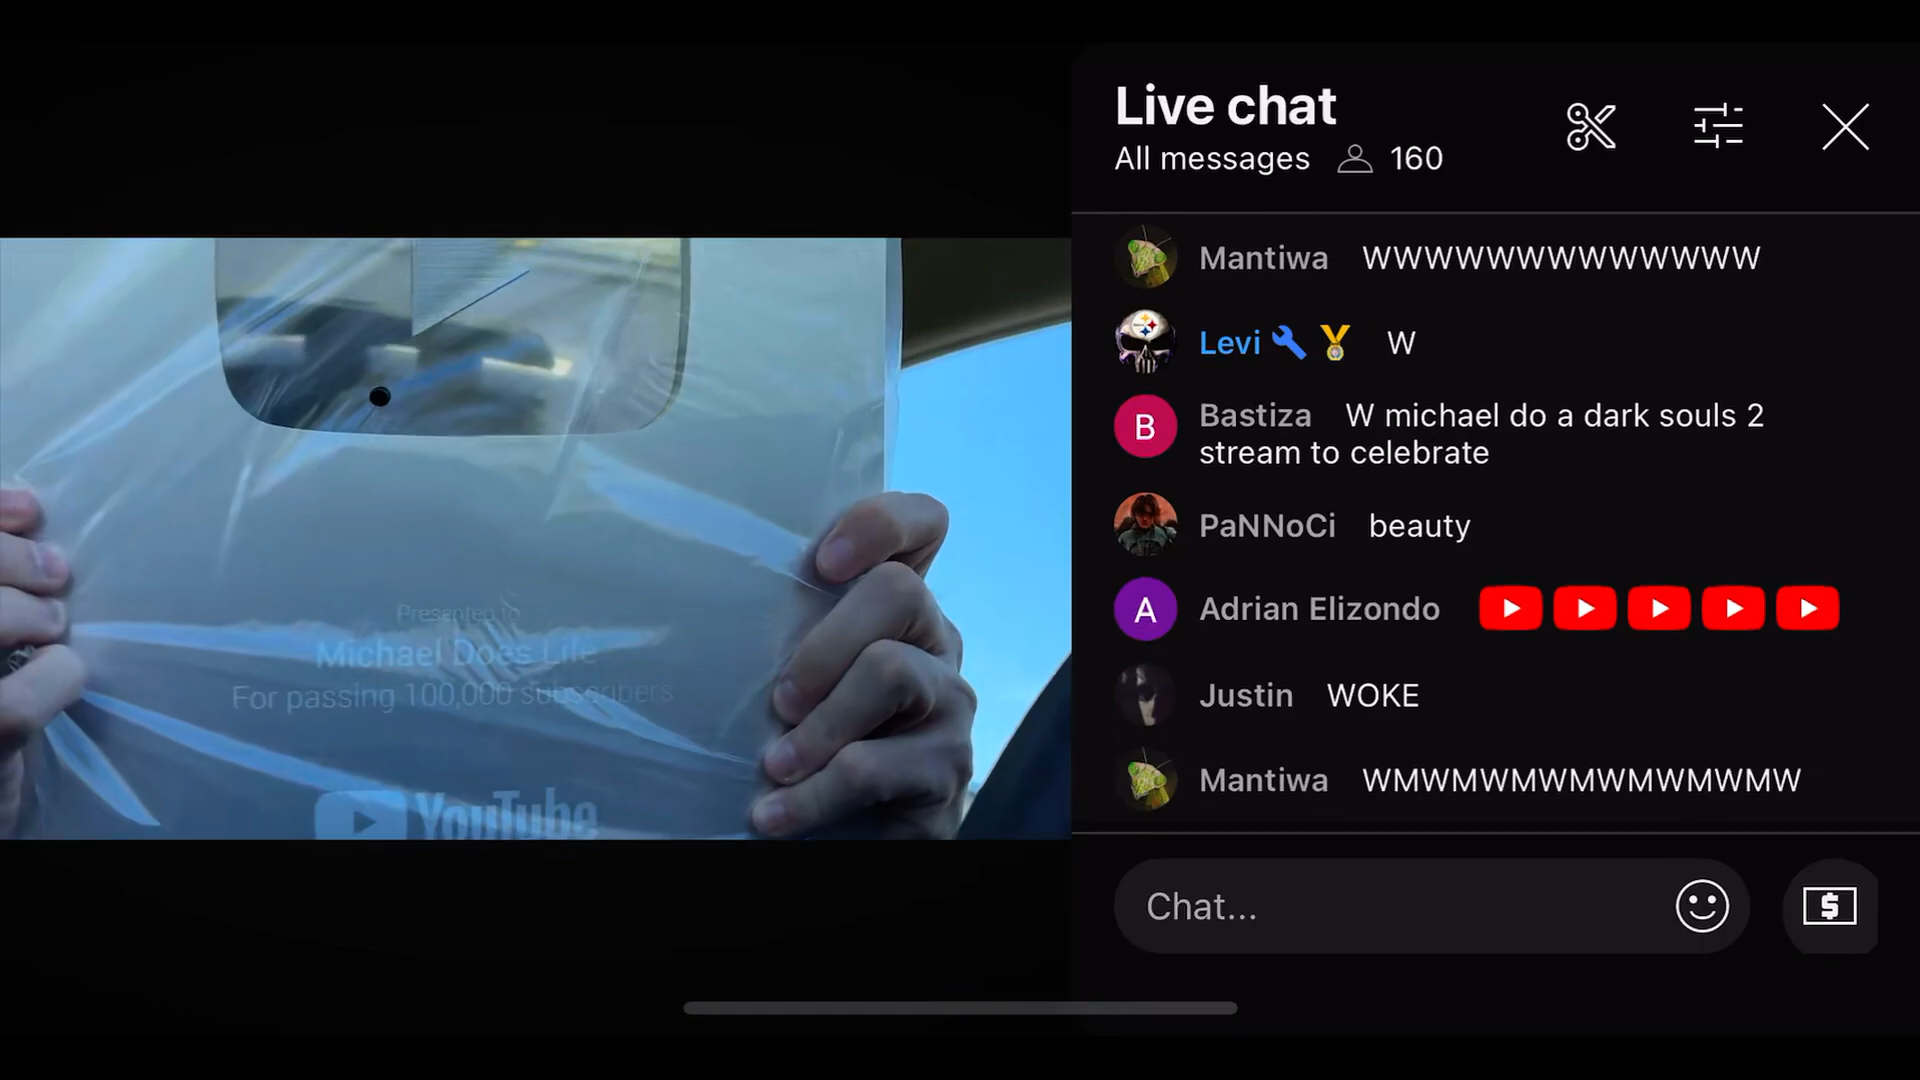 Presented to
Michael Does Life
For passing 100,000 subscribers
YouTube
Live chat
All messages 160
Mantiwa WWWWWWWWWWWWW
Levi W
B Bastiza W michael do a dark souls 2
stream to celebrate
PaNNoCi beauty
A Adrian Elizondo
Justin WOKE
Mantiwa WMWMWMWMWMWMWMW
Chat...
$